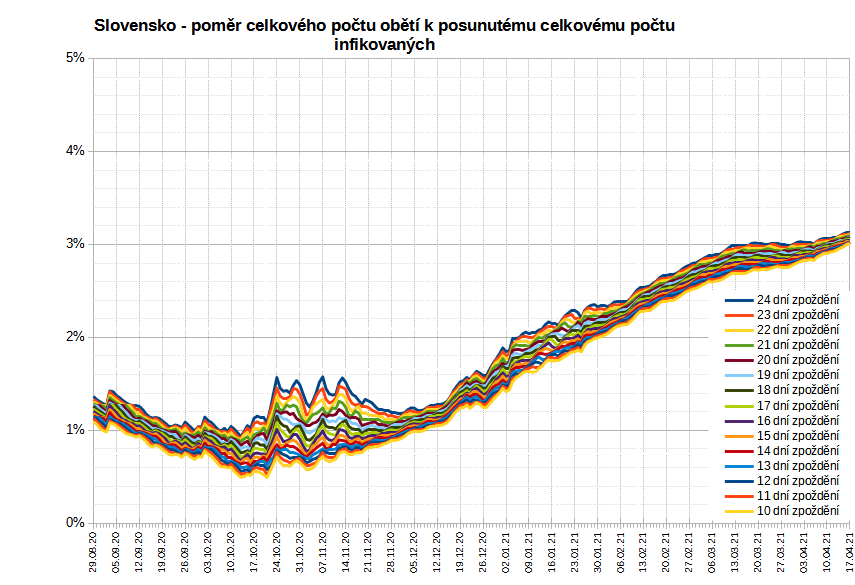 Slovensko - poměr celkového počtu obětí k posunutému celkovému počtu
infikovaných
5%
4%
3%
2%
1%
0%
24 dní zpoždění
23 dní zpoždění
22 dní zpoždění
21 dní zpoždění
20 dní zpoždění
19 dní zpoždění
18 dní zpoždění
17 dní zpoždění
16 dní zpoždění
15 dní zpoždění
14 dní zpoždění
13 dní zpoždění
12 dní zpoždění
11 dní zpoždění
10 dní zpoždění
29.08.20
05.09.20
12.09.20
19.09.20
26.09.20
03.10.20
10.10.20
17.10.20
24.10.20
31.10.20
07.11.20
14.11.20
21.11.20
28.11.20
05.12.20
12.12.20
19.12.20
26.12.20
02.01.21
09.01.21
16.01.21
23.01.21
30.01.21
06.02.21
13.02.21
20.02.21
27.02.21
06.03.21
13.03.21
20.03.21
27.03.21
03.04.21
10.04.21
17.04.21